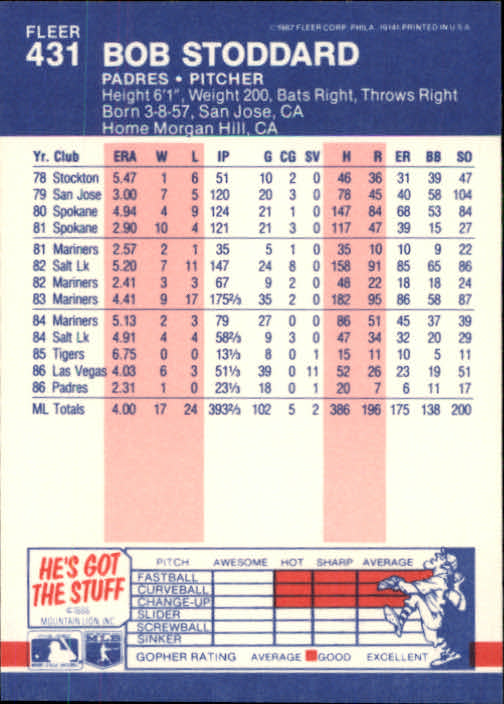 FLEER ©1987 FLEER CORP. PHILA. 19141 PRINTED IN U.S.A.
431 BOB STODDARD
PADRES • PITCHER
Height 6'1", Weight 200, Bats Right, Throws Right
Born 3-8-57, San Jose, CA
Home Morgan Hill, CA
Yr. Club ERA W L IP G CG SV H R ER BB SO
78 Stockton 5.47 1 6 51 10 2 0 46 36 31 39 47
79 San Jose 3.00 7 5 120 20 3 0 78 45 40 58 104
80 Spokane 4.94 4 9 124 21 1 0 147 84 68 53 84
81 Spokane 2.90 10 4 121 21 3 0 117 47 39 15 27
81 Mariners 2.57 2 1 35 5 1 0 35 10 10 9 22
82 Salt Lk 5.20 7 11 147 24 8 0 158 91 85 65 86
82 Mariners 2.41 3 3 67 9 2 0 48 22 18 18 24
83 Mariners 4.41 9 17 175⅔ 35 2 0 182 95 86 58 87
84 Mariners 5.13 2 3 79 27 0 0 86 51 45 37 39
84 Salt Lk 4.91 4 4 58⅔ 9 3 0 47 34 32 20 29
85 Tigers 6.75 0 0 13⅓ 8 0 1 15 11 10 5 11
86 Las Vegas 4.03 6 3 51⅓ 39 0 11 52 26 23 19 51
86 Padres 2.31 1 0 23⅓ 18 0 1 20 7 6 11 17
ML Totals 4.00 17 24 393⅔ 102 5 2 386 196 175 138 200
HE'S GOT
THE STUFF
©1986
MOUNTAIN LION, INC.
PITCH AWESOME HOT SHARP AVERAGE
FASTBALL
CURVEBALL
CHANGE-UP
SLIDER
SCREWBALL
SINKER
GOPHER RATING AVERAGE GOOD EXCELLENT